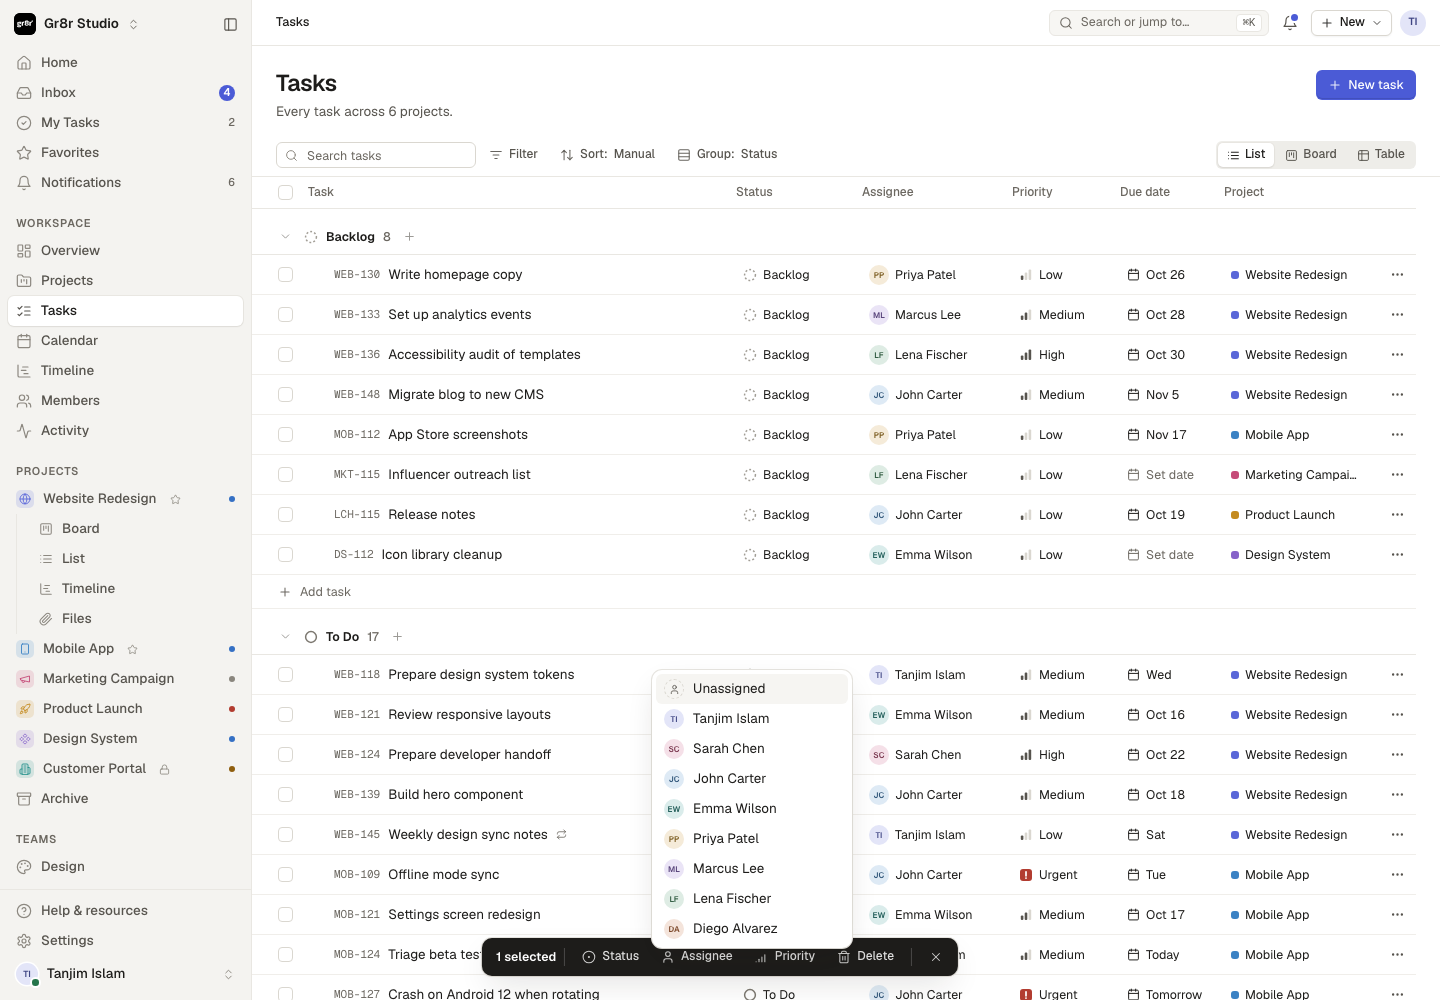 gr8r Gr8r Studio
Home
Inbox 4
My Tasks 2
Favorites
Notifications 6
WORKSPACE
Overview
Projects
Tasks
Calendar
Timeline
Members
Activity
PROJECTS
Website Redesign
Board
List
Timeline
Files
Mobile App
Marketing Campaign
Product Launch
Design System
Customer Portal
Archive
TEAMS
Design
Help & resources
Settings
TI Tanjim Islam
Tasks Search or jump to... ⌘K New TI
Tasks
Every task across 6 projects.
New task
Search tasks Filter Sort: Manual Group: Status List Board Table
Task Status Assignee Priority Due date Project
Backlog 8
WEB-130 Write homepage copy Backlog PP Priya Patel Low Oct 26 Website Redesign
WEB-133 Set up analytics events Backlog ML Marcus Lee Medium Oct 28 Website Redesign
WEB-136 Accessibility audit of templates Backlog LF Lena Fischer High Oct 30 Website Redesign
WEB-148 Migrate blog to new CMS Backlog JC John Carter Medium Nov 5 Website Redesign
MOB-112 App Store screenshots Backlog PP Priya Patel Low Nov 17 Mobile App
MKT-115 Influencer outreach list Backlog LF Lena Fischer Low Set date Marketing Campai...
LCH-115 Release notes Backlog JC John Carter Low Oct 19 Product Launch
DS-112 Icon library cleanup Backlog EW Emma Wilson Low Set date Design System
Add task
To Do 17
WEB-118 Prepare design system tokens TI Tanjim Islam Medium Wed Website Redesign
WEB-121 Review responsive layouts EW Emma Wilson Medium Oct 16 Website Redesign
WEB-124 Prepare developer handoff SC Sarah Chen High Oct 22 Website Redesign
WEB-139 Build hero component JC John Carter Medium Oct 18 Website Redesign
WEB-145 Weekly design sync notes TI Tanjim Islam Low Sat Website Redesign
MOB-109 Offline mode sync JC John Carter Urgent Tue Mobile App
MOB-121 Settings screen redesign EW Emma Wilson Medium Oct 17 Mobile App
MOB-124 Triage beta Medium Today Mobile App
MOB-127 Crash on Android 12 when rotating To Do JC John Carter Urgent Tomorrow Mobile App
Unassigned
TI Tanjim Islam
SC Sarah Chen
JC John Carter
EW Emma Wilson
PP Priya Patel
ML Marcus Lee
LF Lena Fischer
DA Diego Alvarez
1 selected Status Assignee Priority Delete